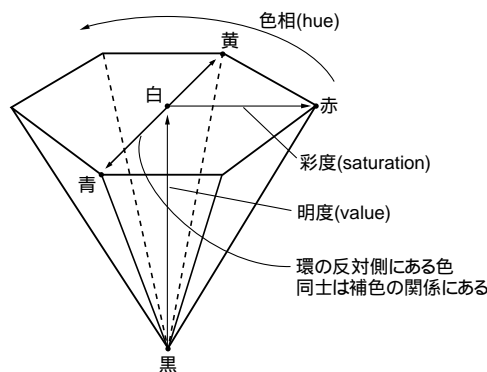 色相(hue)
黄
白
赤
彩度(saturation)
青
明度(value)
環の反対側にある色
同士は補色の関係にある
黒